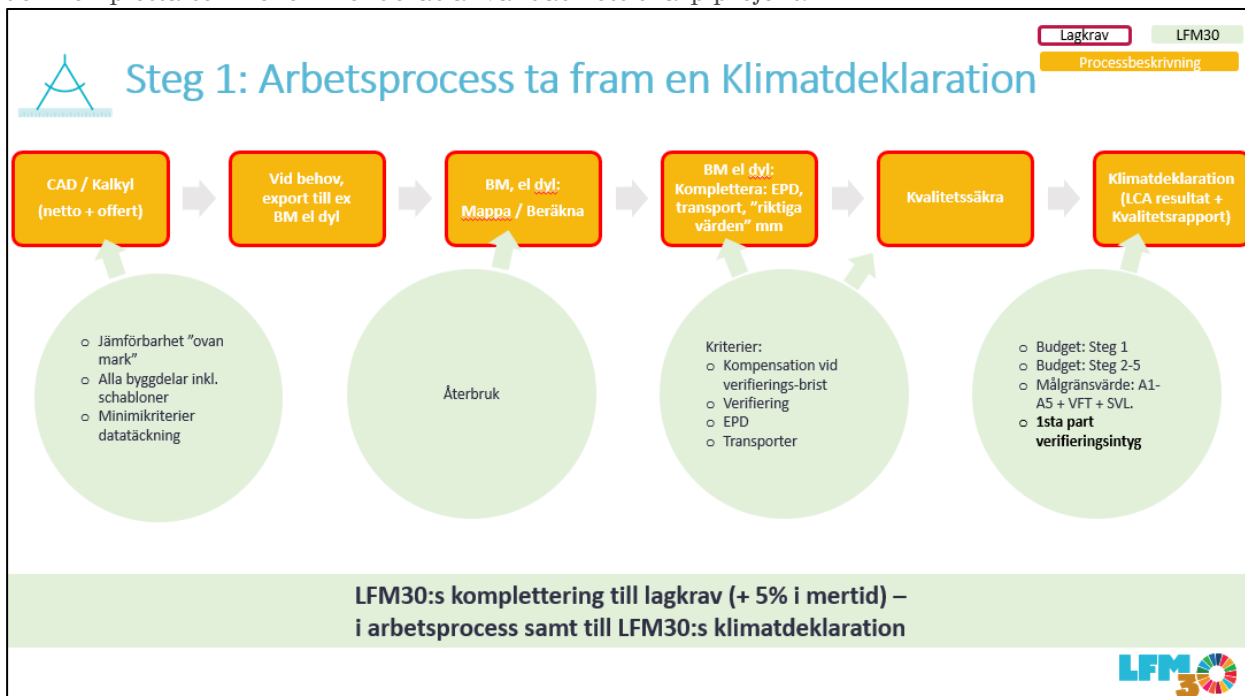 Lagkrav
LFM30
Processbeskrivning
Steg 1: Arbetsprocess ta fram en Klimatdeklaration
CAD / Kalkyl
(netto + offert)
Vid behov,
export till ex
BM el dyl
BM, el dyl:
Mappa / Beräkna
BM el dyl:
Komplettera: EPD,
transport, "riktiga
värden" mm
Kvalitetssäkra
Klimatdeklaration
(LCA resultat +
Kvalitetsrapport)
o Jämförbarhet "ovan
mark"
o Alla byggdelar inkl.
schabloner
o Minimikriterier
datatäckning
Återbruk
Kriterier:
o Kompensation vid
verifierings-brist
o Verifiering
o EPD
o Transporter
o Budget: Steg 1
o Budget: Steg 2-5
o Målgränsvärde: A1-
A5 + VFT + SVL.
o 1sta part
verifieringsintyg
LFM30:s komplettering till lagkrav (+ 5% i mertid) –
i arbetsprocess samt till LFM30:s klimatdeklaration
LFM
30